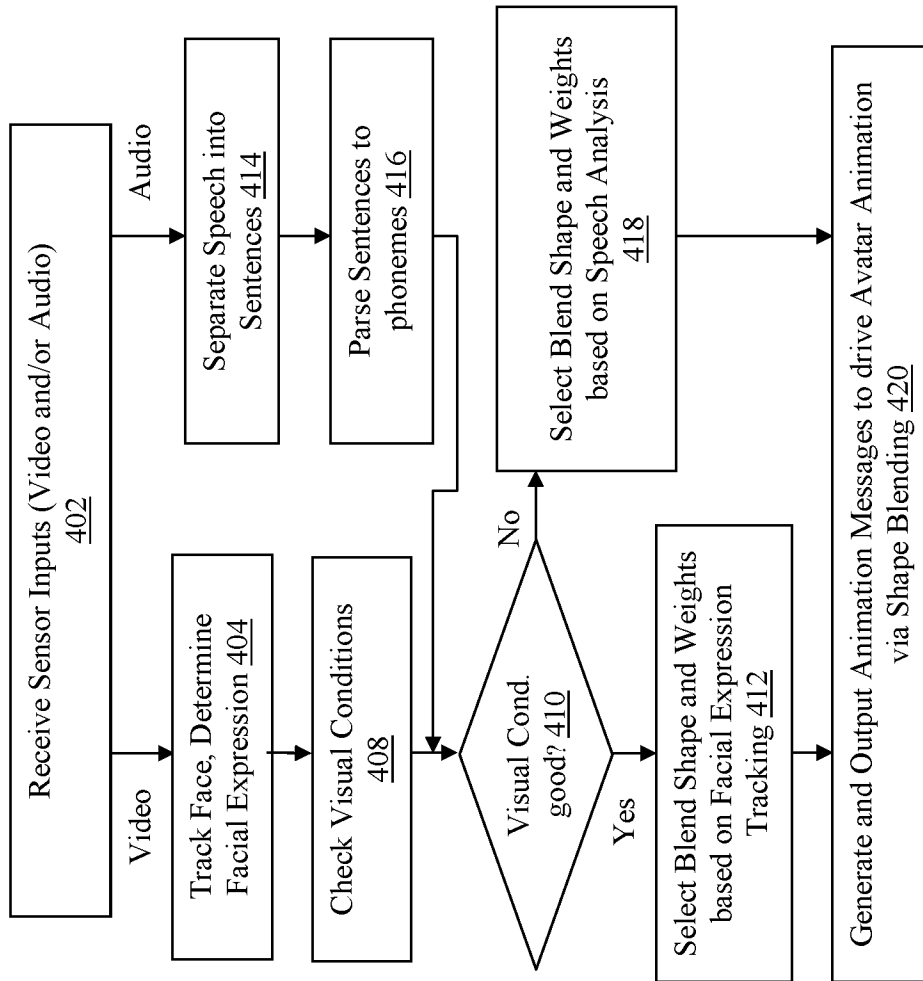 Receive Sensor Inputs (Video and/or Audio)
402
Video
Audio
Track Face, Determine
Facial Expression 404
Separate Speech into
Sentences 414
Check Visual Conditions
408
Parse Sentences to
phonemes 416
Visual Cond.
good? 410
No
Yes
Select Blend Shape and Weights
based on Speech Analysis
418
Select Blend Shape and Weights
based on Facial Expression
Tracking 412
Generate and Output Animation Messages to drive Avatar Animation
via Shape Blending 420